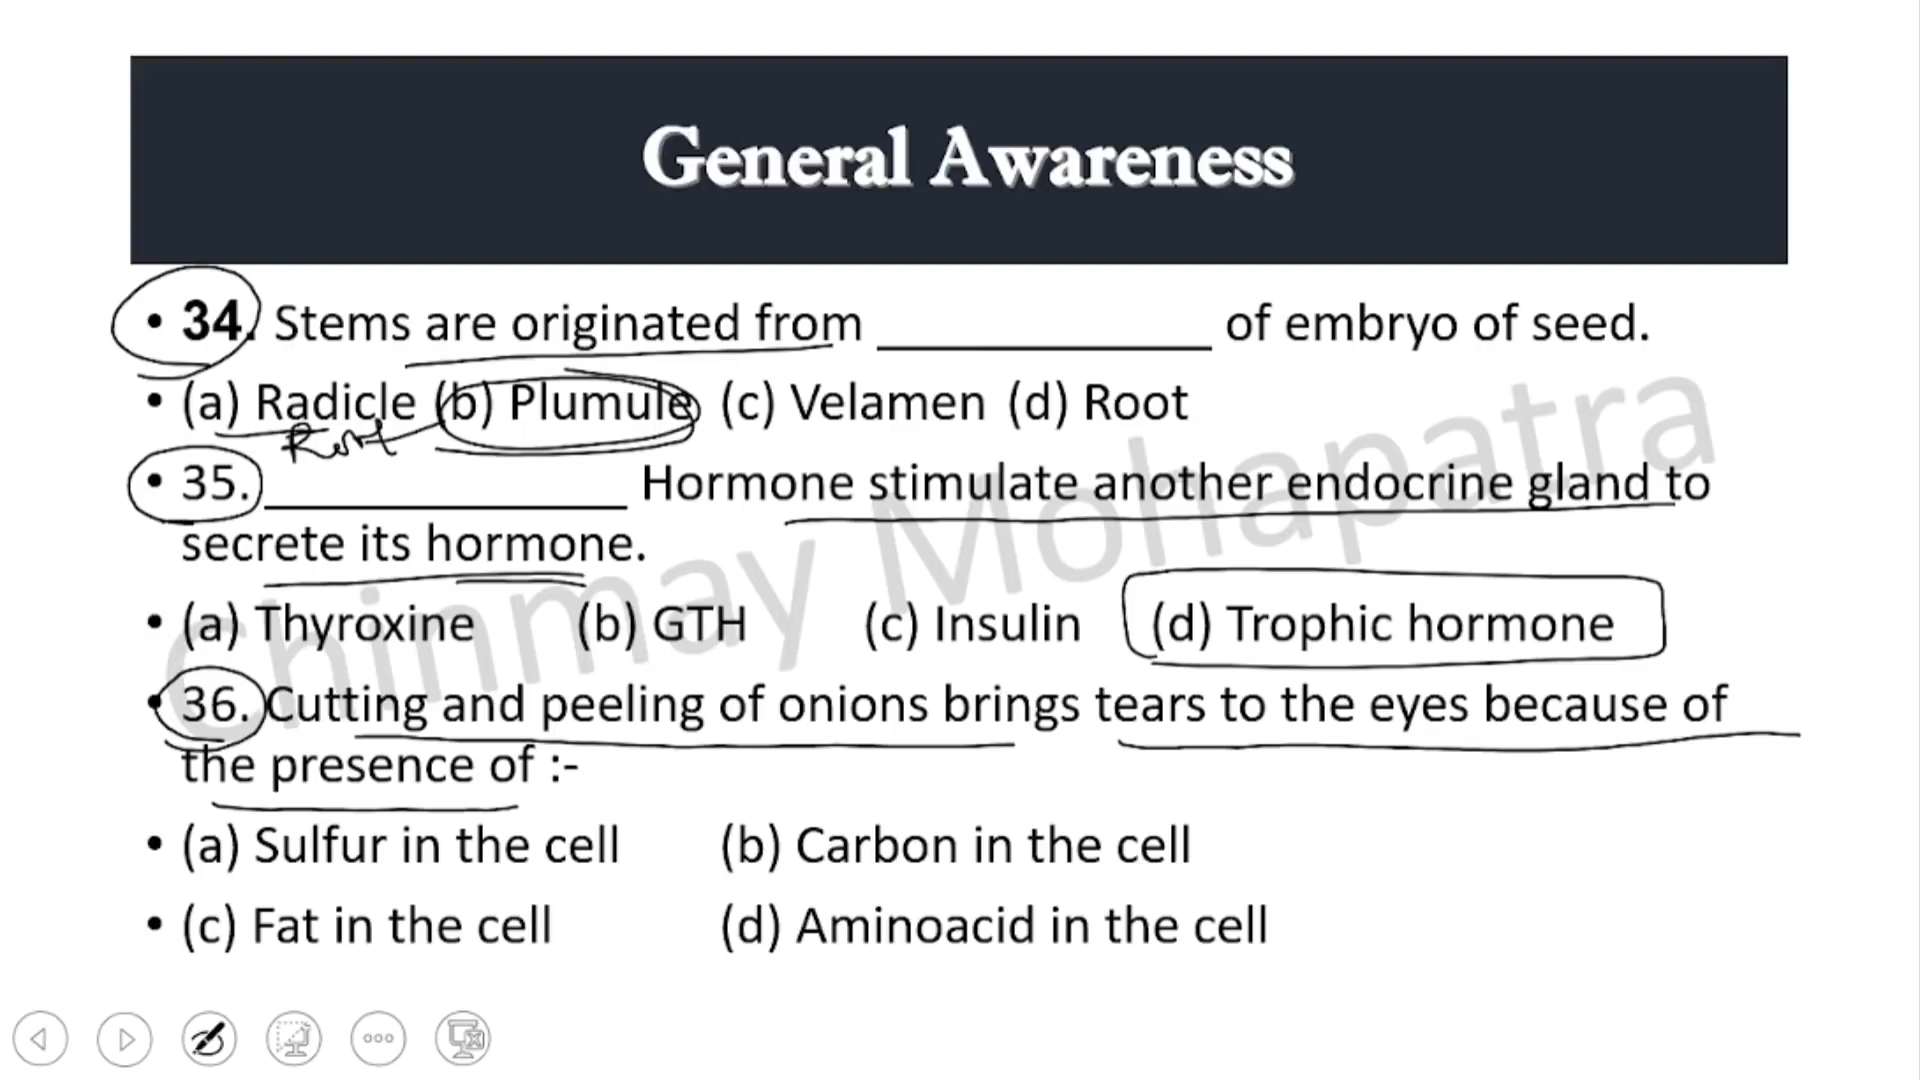 General Awareness
• 34. Stems are originated from _____________ of embryo of seed.
• (a) Radicle (b) Plumule (c) Velamen (d) Root
Root
• 35. ______________ Hormone stimulate another endocrine gland to
secrete its hormone.
• (a) Thyroxine (b) GTH (c) Insulin (d) Trophic hormone
• 36. Cutting and peeling of onions brings tears to the eyes because of
the presence of :-
• (a) Sulfur in the cell (b) Carbon in the cell
• (c) Fat in the cell (d) Aminoacid in the cell
Chinmay Mohapatra